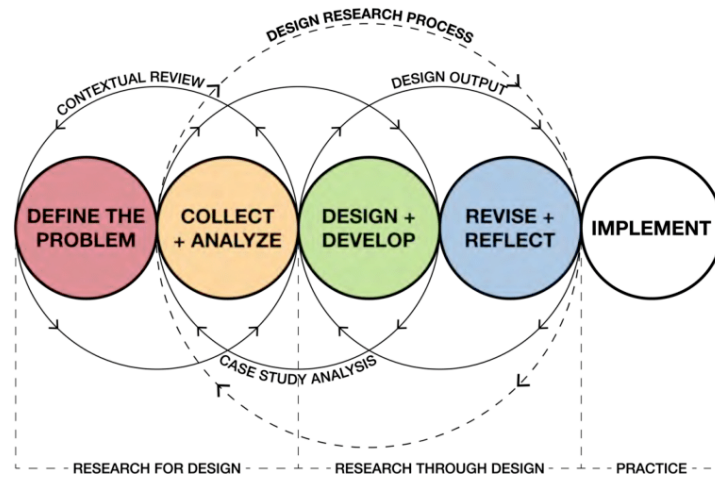 DESIGN RESEARCH PROCESS
CONTEXTUAL REVIEW
DESIGN OUTPUT
DEFINE THE
PROBLEM
COLLECT
+ ANALYZE
DESIGN +
DEVELOP
REVISE +
REFLECT
IMPLEMENT
CASE STUDY ANALYSIS
RESEARCH FOR DESIGN
RESEARCH THROUGH DESIGN
PRACTICE